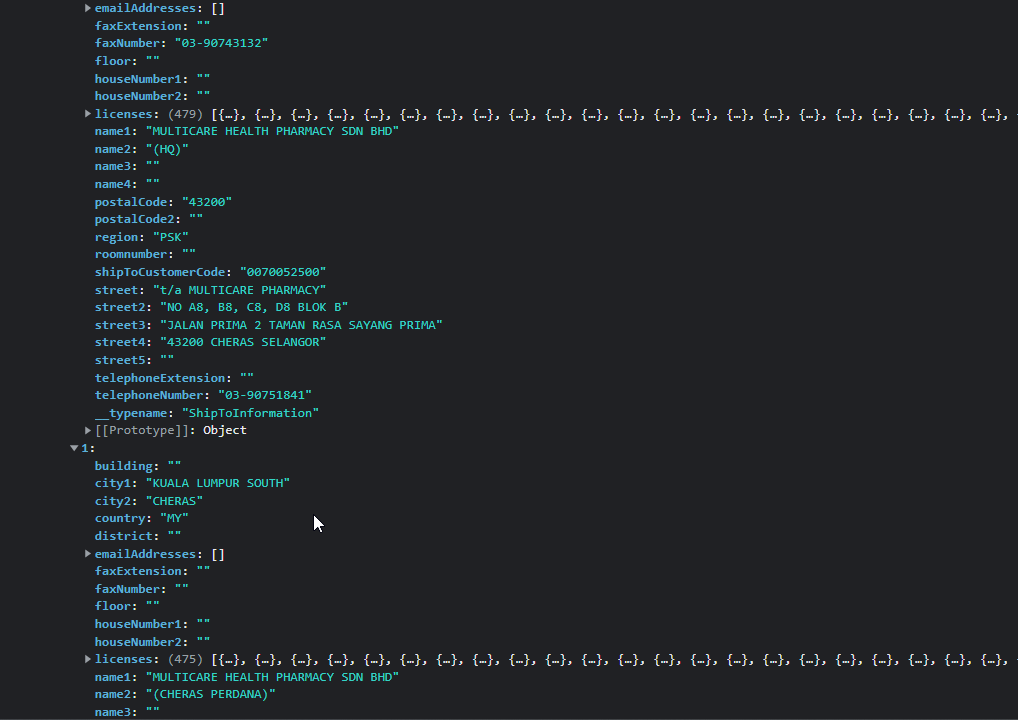 emailAddresses: []
faxExtension: ""
faxNumber: "03-90743132"
floor: ""
houseNumber1: ""
houseNumber2: ""
licenses: (479) [{…}, {…}, {…}, {…}, {…}, {…}, {…}, {…}, {…}, {…}, {…}, {…}, {…}, {…}, {…}, {…}, {…}, {…}, {…}, {…}, {…}, {…},
name1: "MULTICARE HEALTH PHARMACY SDN BHD"
name2: "(HQ)"
name3: ""
name4: ""
postalCode: "43200"
postalCode2: ""
region: "PSK"
roomnumber: ""
shipToCustomerCode: "0070052500"
street: "t/a MULTICARE PHARMACY"
street2: "NO A8, B8, C8, D8 BLOK B"
street3: "JALAN PRIMA 2 TAMAN RASA SAYANG PRIMA"
street4: "43200 CHERAS SELANGOR"
street5: ""
telephoneExtension: ""
telephoneNumber: "03-90751841"
__typename: "ShipToInformation"
[[Prototype]]: Object
1:
building: ""
city1: "KUALA LUMPUR SOUTH"
city2: "CHERAS"
country: "MY"
district: ""
emailAddresses: []
faxExtension: ""
faxNumber: ""
floor: ""
houseNumber1: ""
houseNumber2: ""
licenses: (475) [{…}, {…}, {…}, {…}, {…}, {…}, {…}, {…}, {…}, {…}, {…}, {…}, {…}, {…}, {…}, {…}, {…}, {…}, {…}, {…}, {…}, {…},
name1: "MULTICARE HEALTH PHARMACY SDN BHD"
name2: "(CHERAS PERDANA)"
name3: ""